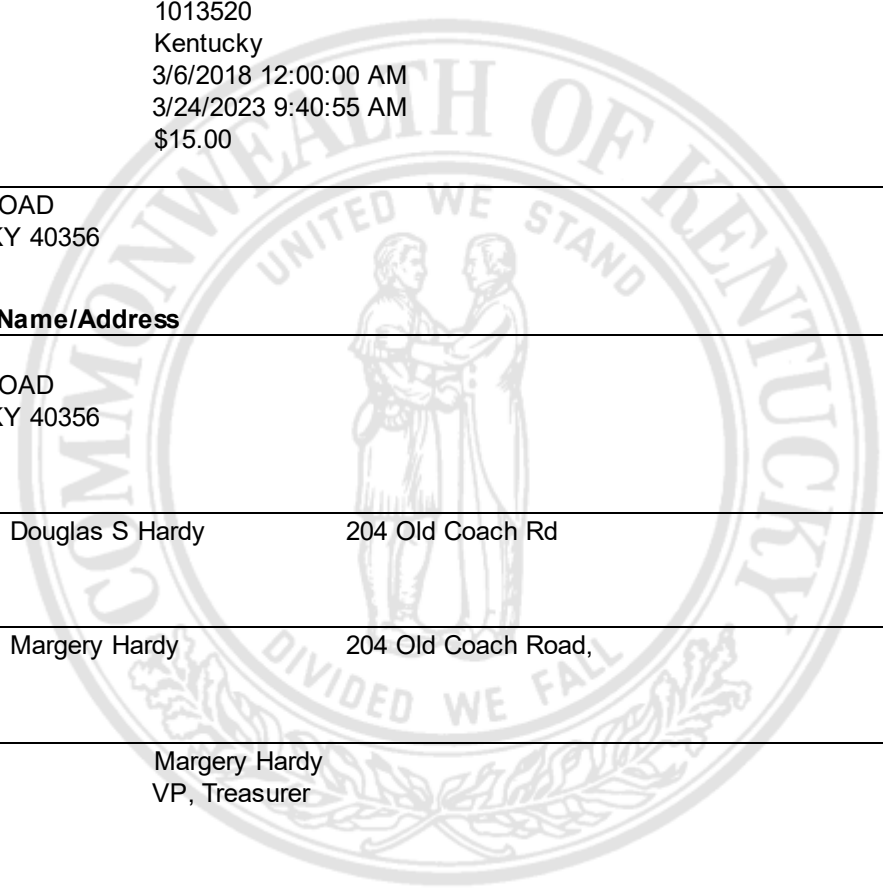 1013520
Kentucky
3/6/2018 12:00:00 AM
3/24/2023 9:40:55 AM
$15.00
OAD
KY 40356
Name/Address
OAD
KY 40356
Douglas S Hardy 204 Old Coach Rd
Margery Hardy 204 Old Coach Road,
Margery Hardy
VP, Treasurer
COMMONWEALTH OF KENTUCKY
UNITED WE STAND
DIVIDED WE FALL